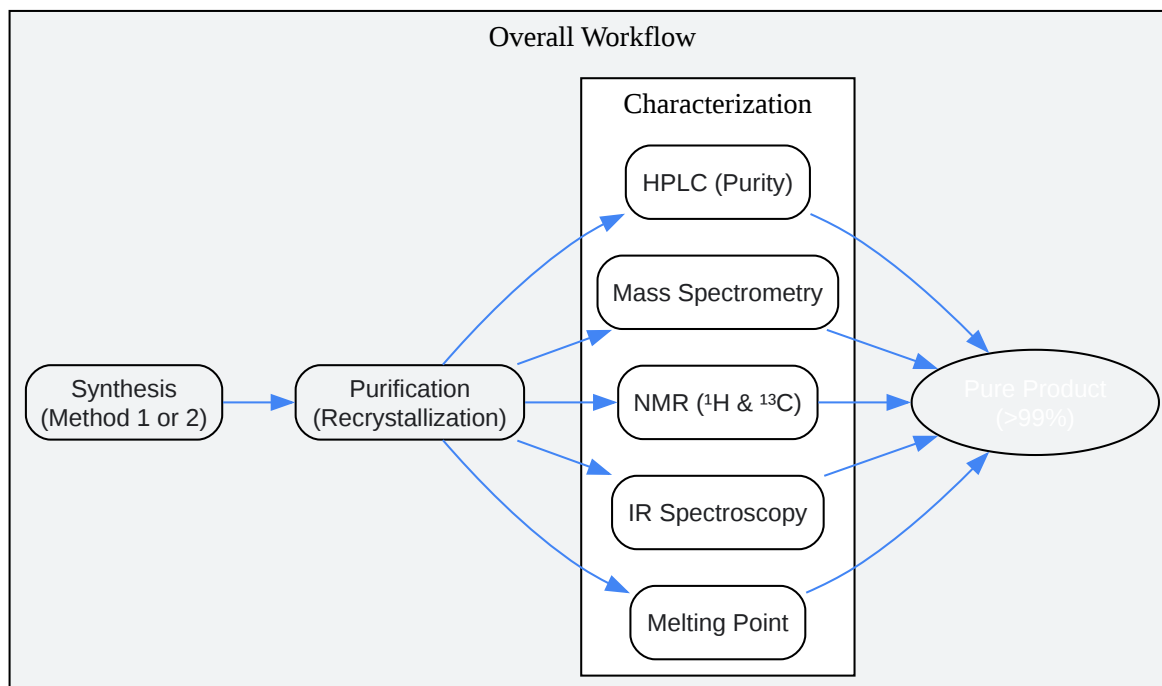 Overall Workflow
Characterization
HPLC (Purity)
Mass Spectrometry
Synthesis
(Method 1 or 2)
Purification
(Recrystallization)
NMR (¹H & ¹³C)
Pure Product
(>99%)
IR Spectroscopy
Melting Point